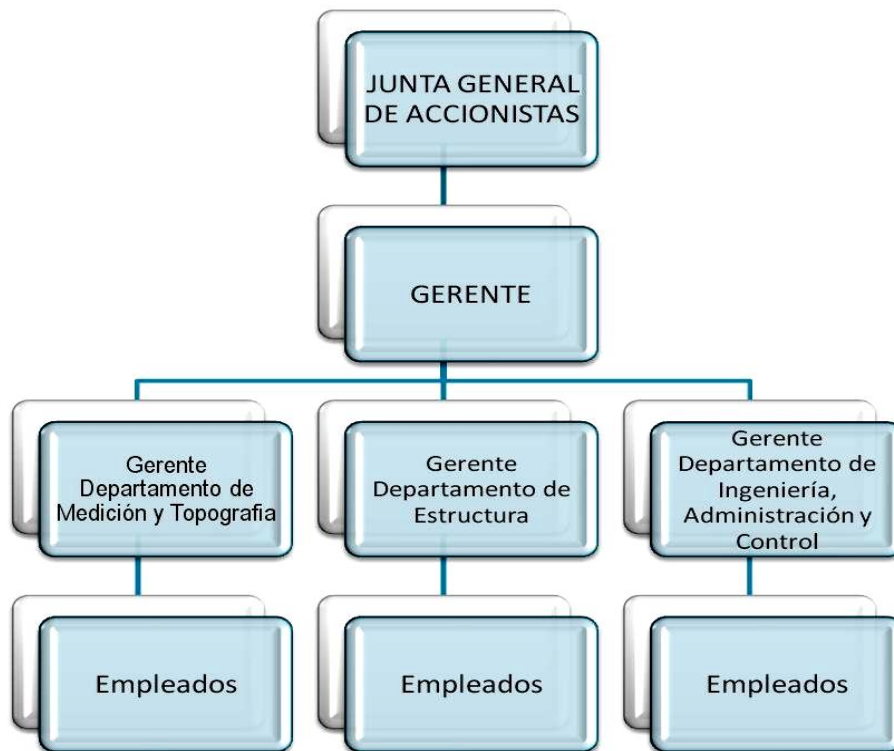 JUNTA GENERAL
DE ACCIONISTAS
GERENTE
Gerente
Departamento de
Medición y Topografia
Gerente
Departamento de
Estructura
Gerente
Departamento de
Ingeniería,
Administración y
Control
Empleados
Empleados
Empleados